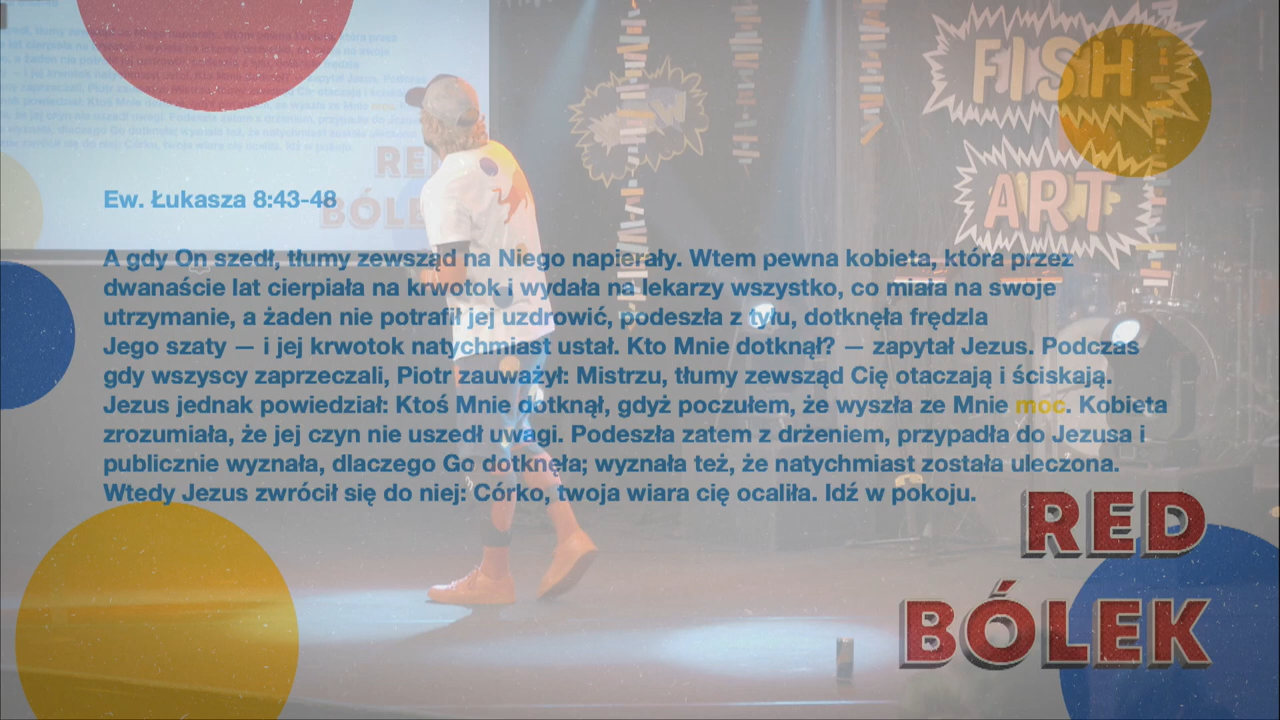 FISH
ART
RED
BÓLEK
Ew. Łukasza 8:43-48
A gdy On szedł, tłumy zewsząd na Niego napierały. Wtem pewna kobieta, która przez
dwanaście lat cierpiała na krwotok i wydała na lekarzy wszystko, co miała na swoje
utrzymanie, a żaden nie potrafił jej uzdrowić, podeszła z tyłu, dotknęła frędzla
Jego szaty — i jej krwotok natychmiast ustał. Kto Mnie dotknął? — zapytał Jezus. Podczas
gdy wszyscy zaprzeczali, Piotr zauważył: Mistrzu, tłumy zewsząd Cię otaczają i ściskają.
Jezus jednak powiedział: Ktoś Mnie dotknął, gdyż poczułem, że wyszła ze Mnie moc. Kobieta
zrozumiała, że jej czyn nie uszedł uwagi. Podeszła zatem z drżeniem, przypadła do Jezusa i
publicznie wyznała, dlaczego Go dotknęła; wyznała też, że natychmiast została uleczona.
Wtedy Jezus zwrócił się do niej: Córko, twoja wiara cię ocaliła. Idź w pokoju.
RED
BÓLEK